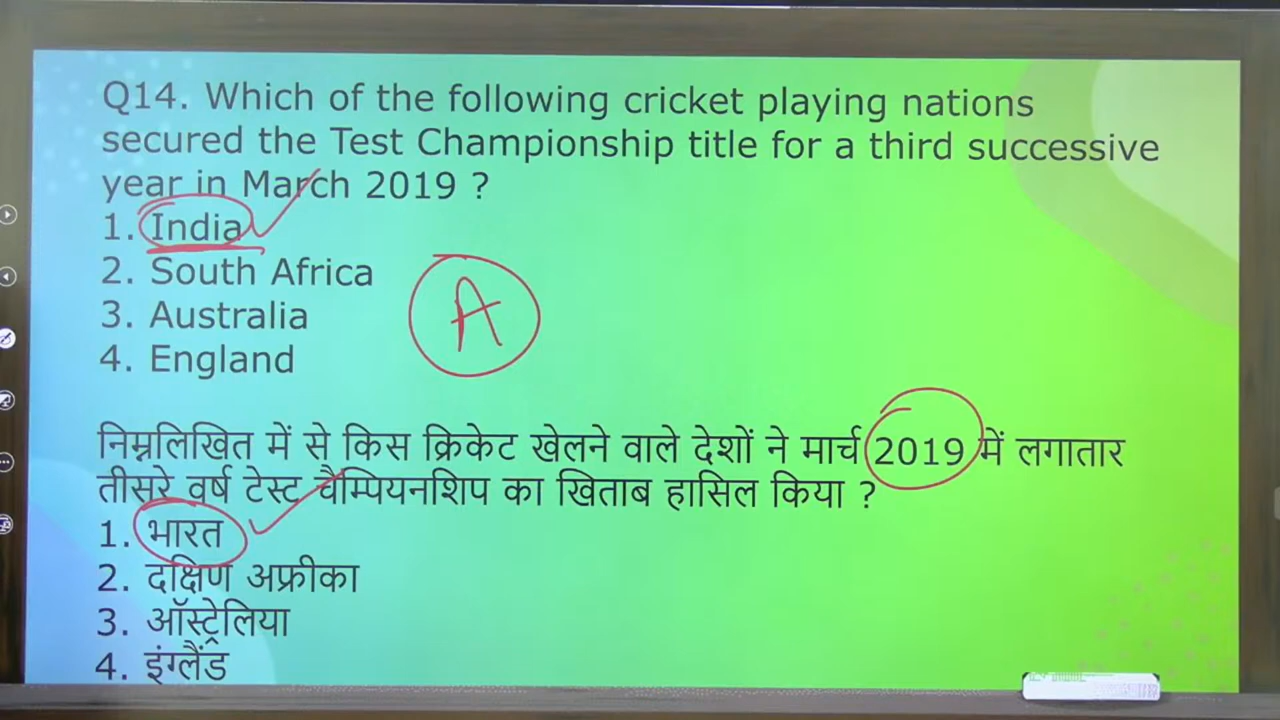 Q14. Which of the following cricket playing nations
secured the Test Championship title for a third successive
year in March 2019 ?
1. India
2. South Africa
3. Australia
4. England
A
निम्नलिखित में से किस क्रिकेट खेलने वाले देशों ने मार्च 2019 में लगातार
तीसरे वर्ष टेस्ट चैम्पियनशिप का खिताब हासिल किया ?
1. भारत
2. दक्षिण अफ्रीका
3. ऑस्ट्रेलिया
4. इंग्लैंड